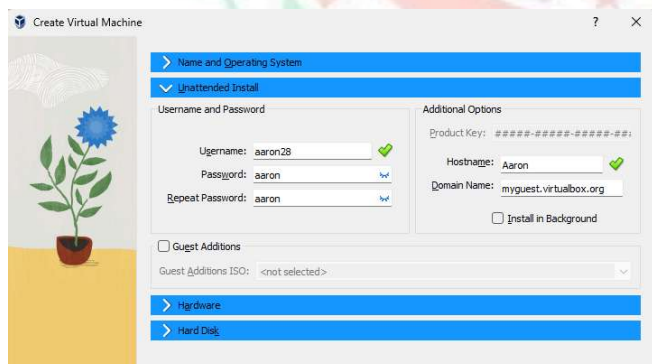 Create Virtual Machine ? ×
Name and Operating System
Unattended Install
Username and Password
Username: aaron28
Password: aaron
Repeat Password: aaron
Additional Options
Product Key: #####-#####-#####-##
Hostname: Aaron
Domain Name: myguest.virtualbox.org
Install in Background
Guest Additions
Guest Additions ISO: <not selected>
Hardware
Hard Disk